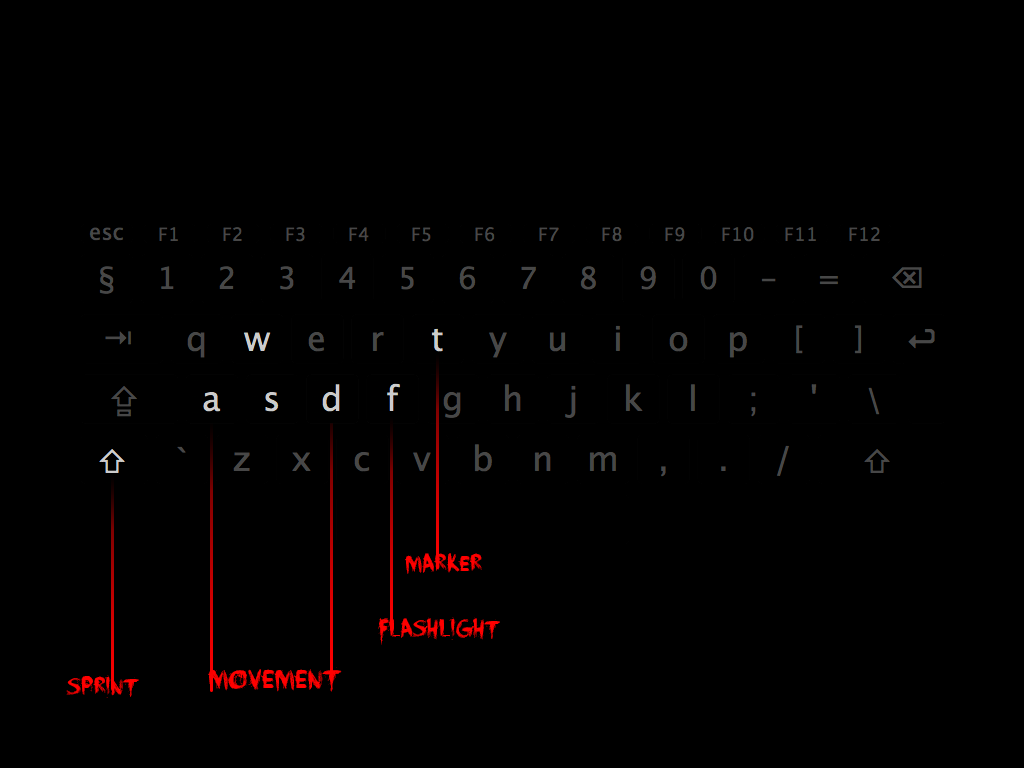 esc F1 F2 F3 F4 F5 F6 F7 F8 F9 F10 F11 F12
§ 1 2 3 4 5 6 7 8 9 0 – = ⌫
⇥ q w e r t y u i o p [ ] ↵
⇪ a s d f g h j k l ; ' \
⇧ ` z x c v b n m , . / ⇧
MARKER
FLASHLIGHT
MOVEMENT
SPRINT